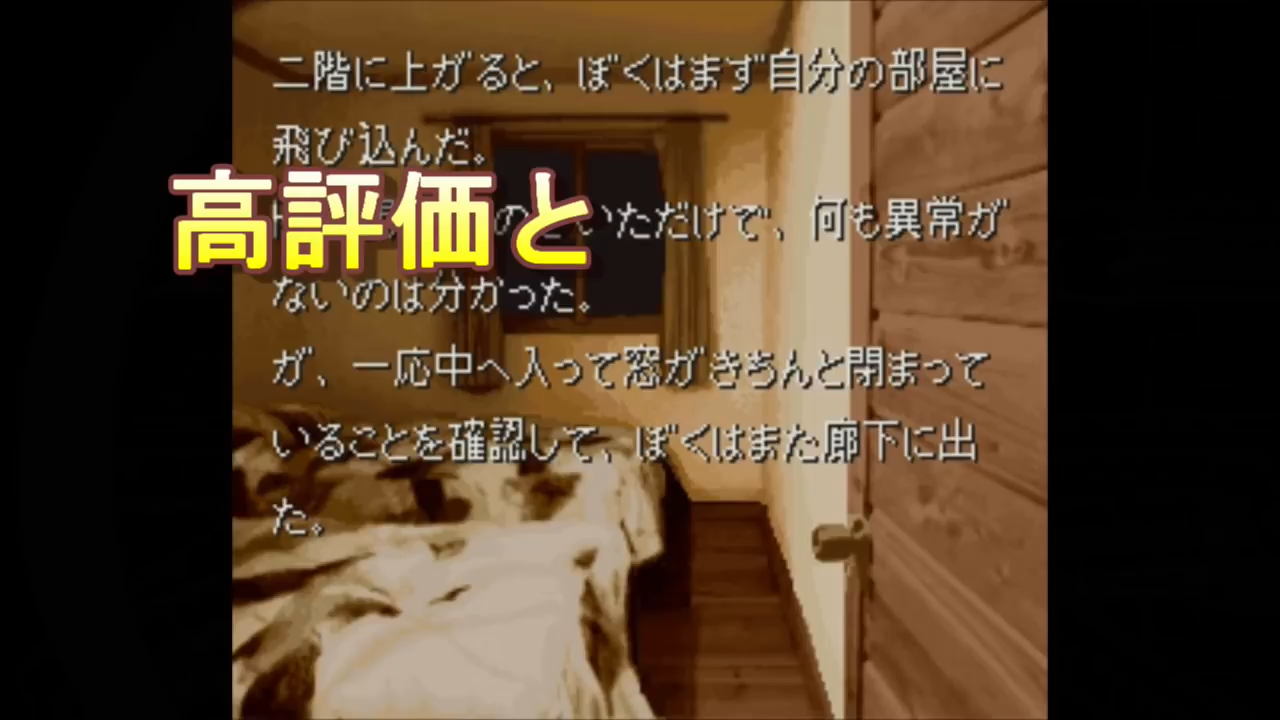 二階に上がると、ぼくはまず自分の部屋に
飛び込んだ。
高評価と
いただけで、何も異常が
ないのは分かった。
が、一応中へ入って窓がきちんと閉まって
いることを確認して、ぼくはまた廊下に出
た。